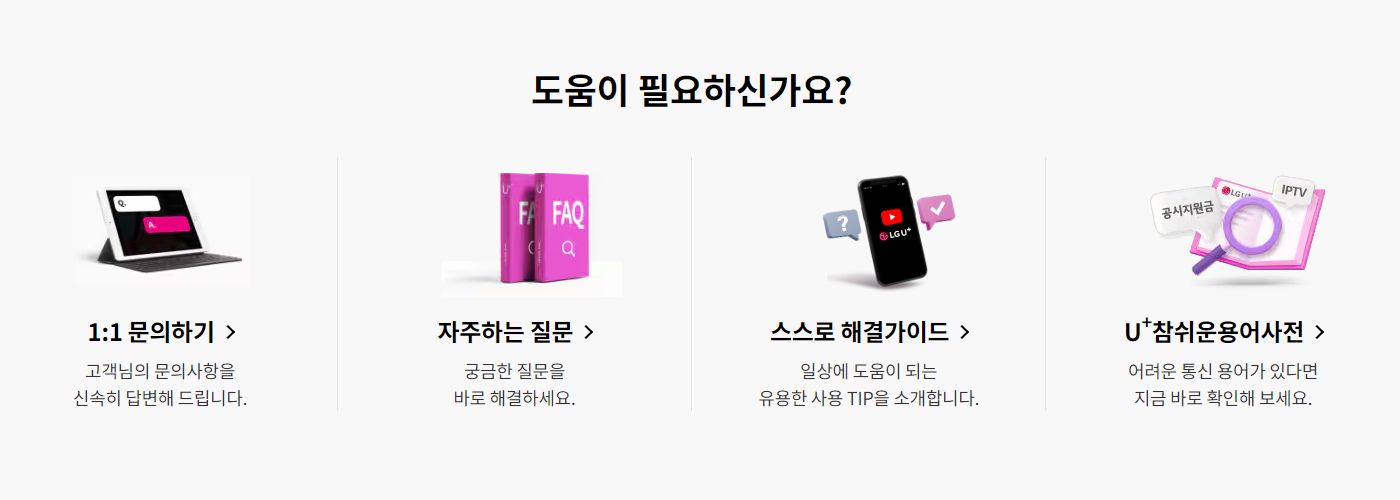 도움이 필요하신가요?
Q.
A.
U+
U+
FA
FAQ
?
LG U+
공시지원금
LG U+
IPTV
1:1 문의하기
자주하는 질문
스스로 해결가이드
U+참쉬운용어사전
고객님의 문의사항을
신속히 답변해 드립니다.
궁금한 질문을
바로 해결하세요.
일상에 도움이 되는
유용한 사용 TIP을 소개합니다.
어려운 통신 용어가 있다면
지금 바로 확인해 보세요.